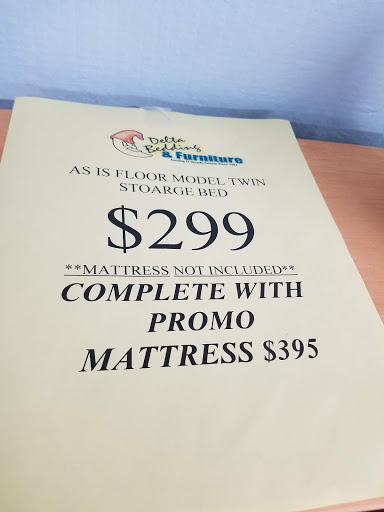 Delta
Bedding
& Furniture
AS IS FLOOR MODEL TWIN
STOARGE BED
$299
**MATTRESS NOT INCLUDED**
COMPLETE WITH
PROMO
MATTRESS $395